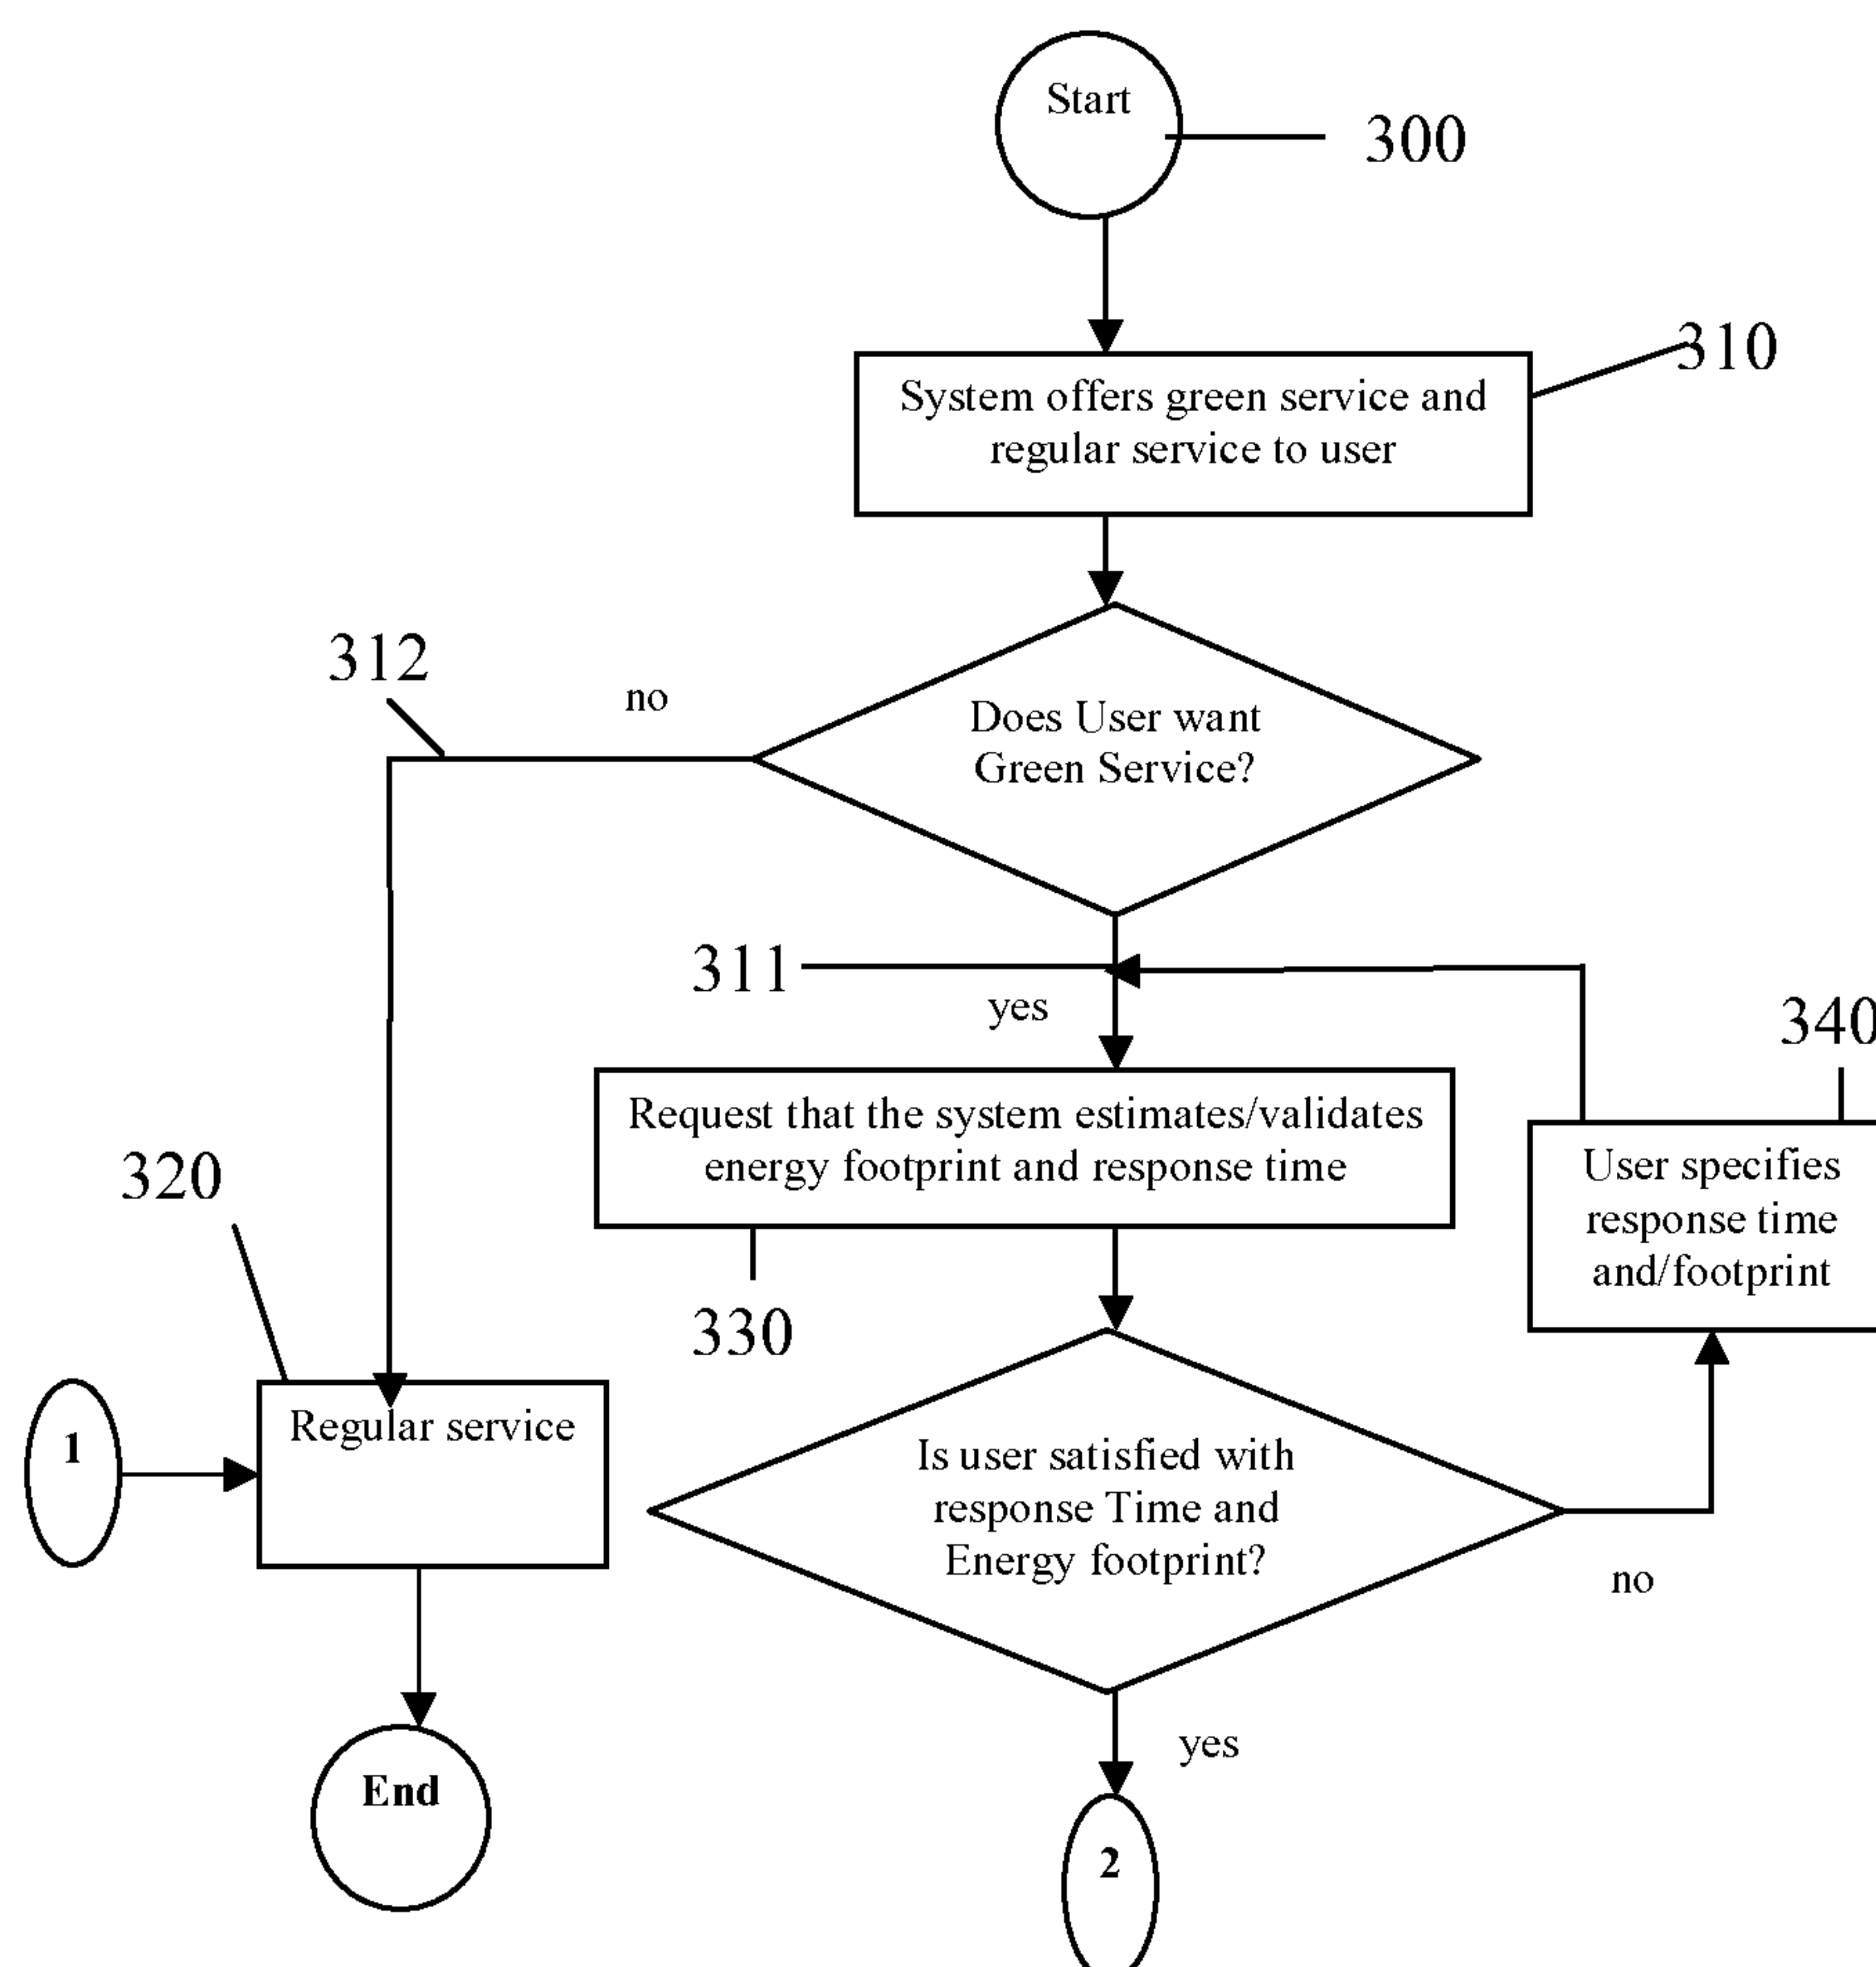 Start
300
310
System offers green service and
regular service to user
312
no
Does User want
Green Service?
311
yes
340
Request that the system estimates/validates
energy footprint and response time
User specifies
response time
and/footprint
320
330
1
Regular service
Is user satisfied with
response Time and
Energy footprint?
no
yes
End
2